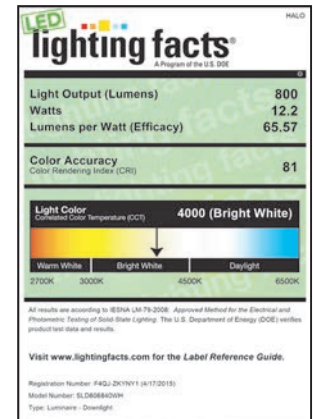 HALO
LED
lighting facts®
A Program of the U.S. DOE
Light Output (Lumens) 800
Watts 12.2
Lumens per Watt (Efficacy) 65.57
Color Accuracy 81
Color Rendering Index (CRI)
Light Color
Correlated Color Temperature (CCT) 4000 (Bright White)
Warm White Bright White Daylight
2700K 3000K 4500K 6500K
All results are according to IESNA LM-79-2008: Approved Method for the Electrical and
Photometric Testing of Solid-State Lighting. The U.S. Department of Energy (DOE) verifies
product test data and results.
Visit www.lightingfacts.com for the Label Reference Guide.
Registration Number: F4QJ-ZKYNY1 (4/17/2015)
Model Number: SLD606840WH
Type: Luminaire - Downlight